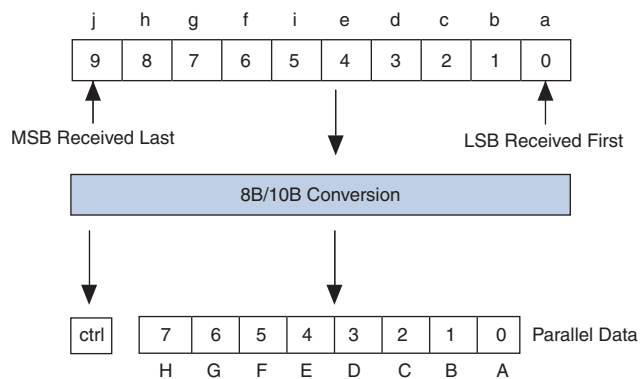 j h g f i e d c b a
9 8 7 6 5 4 3 2 1 0
MSB Received Last LSB Received First
8B/10B Conversion
ctrl 7 6 5 4 3 2 1 0 Parallel Data
H G F E D C B A